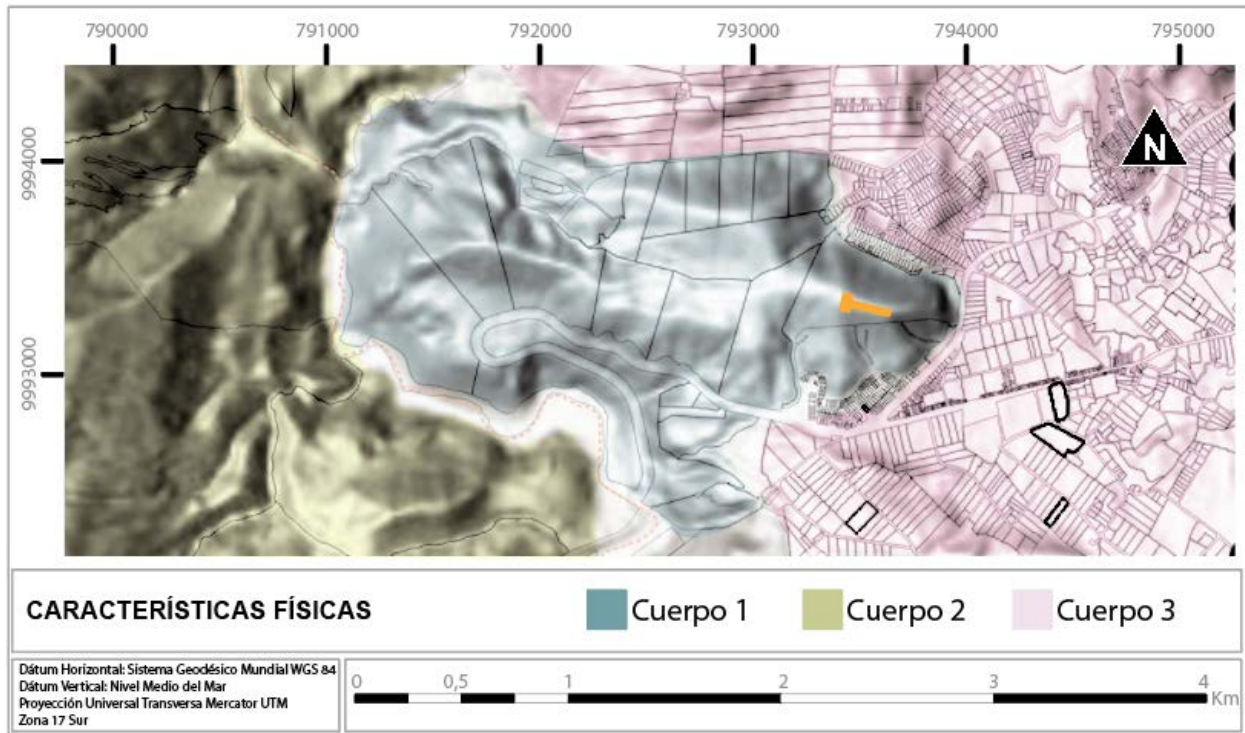 790000 791000 792000 793000 794000 795000
9994000
9993000
N
CARACTERÍSTICAS FÍSICAS
Cuerpo 1 Cuerpo 2 Cuerpo 3
Dátum Horizontal: Sistema Geodésico Mundial WGS 84
Dátum Vertical: Nivel Medio del Mar
Proyección Universal Transversa Mercator UTM
Zona 17 Sur
0 0,5 1 2 3 4 Km